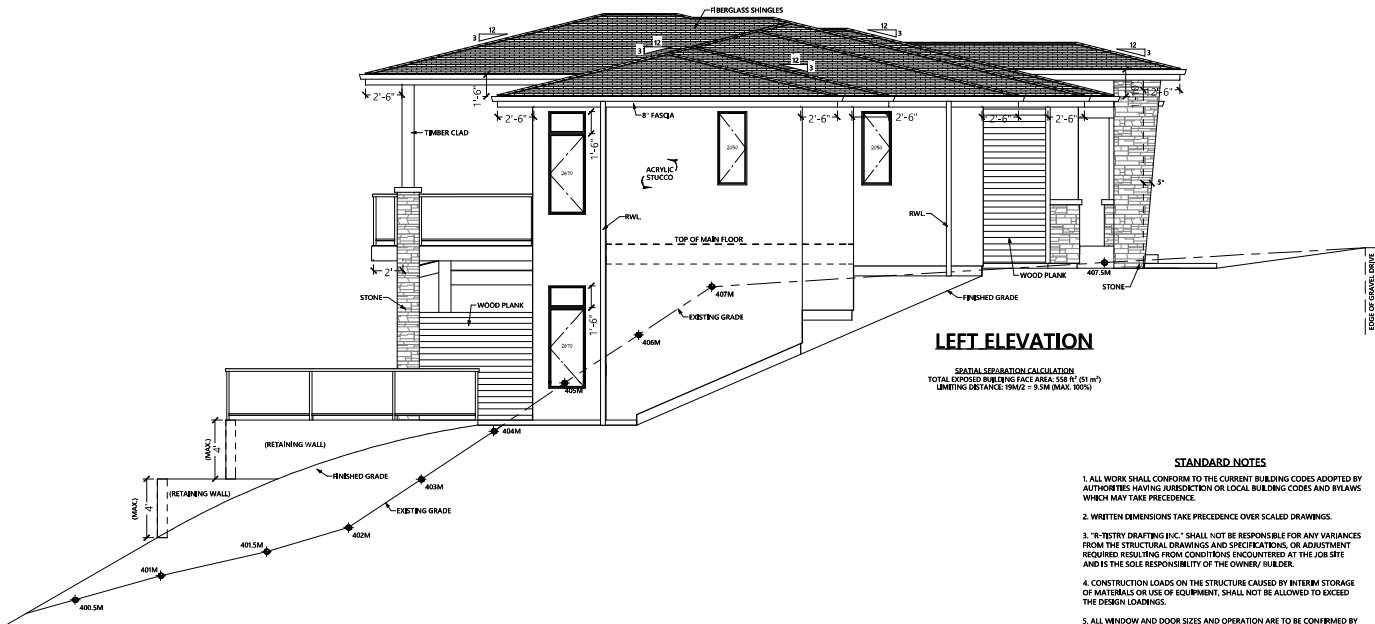 FIBERGLASS SHINGLES
12
3
12
3
12
3
12
3
12
3
2'-6"
1'-6"
2'-6"
8" FASCIA
2'-6"
2'-6"
2'-6"
2'-6"
2'-6"
TIMBER CLAD
1'-6"
2670
2050
2050
ACRYLIC
STUCCO
5"
RWL.
RWL.
TOP OF MAIN FLOOR
2'
STONE
WOOD PLANK
1'-6"
2670
407M
EXISTING GRADE
406M
405M
404M
WOOD PLANK
407.5M
STONE
FINISHED GRADE
EDGE OF GRAVEL DRIVE
LEFT ELEVATION
SPATIAL SEPARATION CALCULATION
TOTAL EXPOSED BUILDING FACE AREA: 558 ft² (51 m²)
LIMITING DISTANCE: 19M/2 = 9.5M (MAX. 100%)
(MAX.)
4'
(RETAINING WALL)
FINISHED GRADE
(MAX.)
4'
(RETAINING WALL)
403M
EXISTING GRADE
402M
401.5M
401M
400.5M
STANDARD NOTES
1. ALL WORK SHALL CONFORM TO THE CURRENT BUILDING CODES ADOPTED BY
AUTHORITIES HAVING JURISDICTION OR LOCAL BUILDING CODES AND BYLAWS
WHICH MAY TAKE PRECEDENCE.
2. WRITTEN DIMENSIONS TAKE PRECEDENCE OVER SCALED DRAWINGS.
3. "R-TISTRY DRAFTING INC." SHALL NOT BE RESPONSIBLE FOR ANY VARIANCES
FROM THE STRUCTURAL DRAWINGS AND SPECIFICATIONS, OR ADJUSTMENT
REQUIRED RESULTING FROM CONDITIONS ENCOUNTERED AT THE JOB SITE
AND IS THE SOLE RESPONSIBILITY OF THE OWNER/ BUILDER.
4. CONSTRUCTION LOADS ON THE STRUCTURE CAUSED BY INTERIM STORAGE
OF MATERIALS OR USE OF EQUIPMENT, SHALL NOT BE ALLOWED TO EXCEED
THE DESIGN LOADINGS.
5. ALL WINDOW AND DOOR SIZES AND OPERATION ARE TO BE CONFIRMED BY